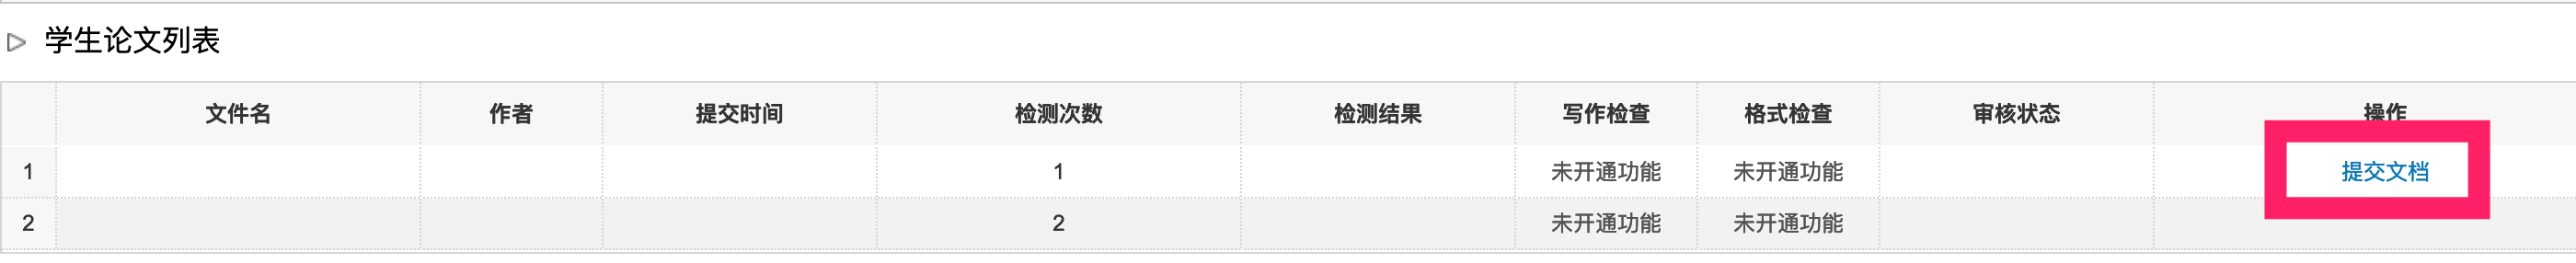 学生论文列表
文件名 作者 提交时间 检测次数 检测结果 写作检查 格式检查 审核状态 操作
1 1 未开通功能 未开通功能 提交文档
2 2 未开通功能 未开通功能